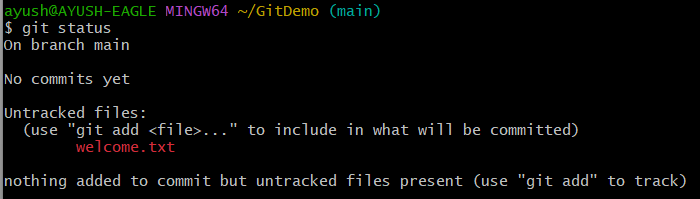 ayush@AYUSH-EAGLE MINGW64 ~/GitDemo (main)
$ git status
On branch main
No commits yet
Untracked files:
(use "git add <file>..." to include in what will be committed)
welcome.txt
nothing added to commit but untracked files present (use "git add" to track)